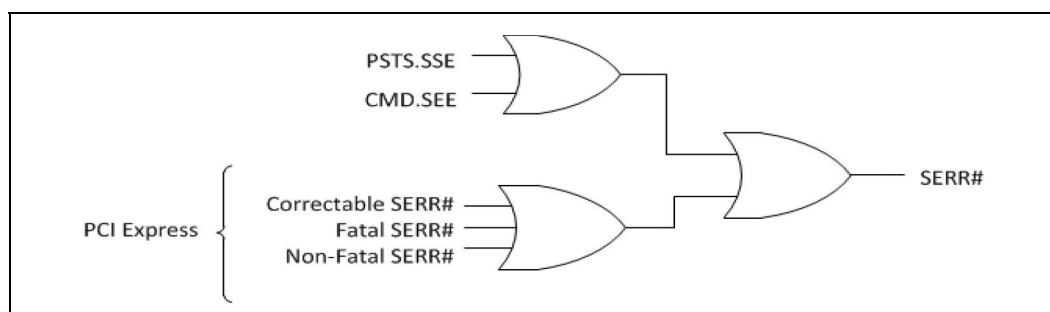 PSTS.SSE
CMD.SEE
SERR#
PCI Express
Correctable SERR#
Fatal SERR#
Non-Fatal SERR#